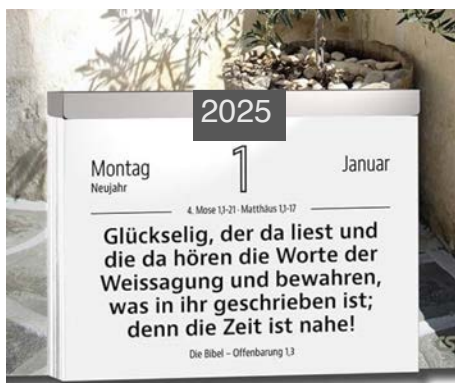 2025
Montag 1 Januar
Neujahr
4. Mose 1,1-21 · Matthäus 1,1-17
Glückselig, der da liest und
die da hören die Worte der
Weissagung und bewahren,
was in ihr geschrieben ist;
denn die Zeit ist nahe!
Die Bibel – Offenbarung 1,3